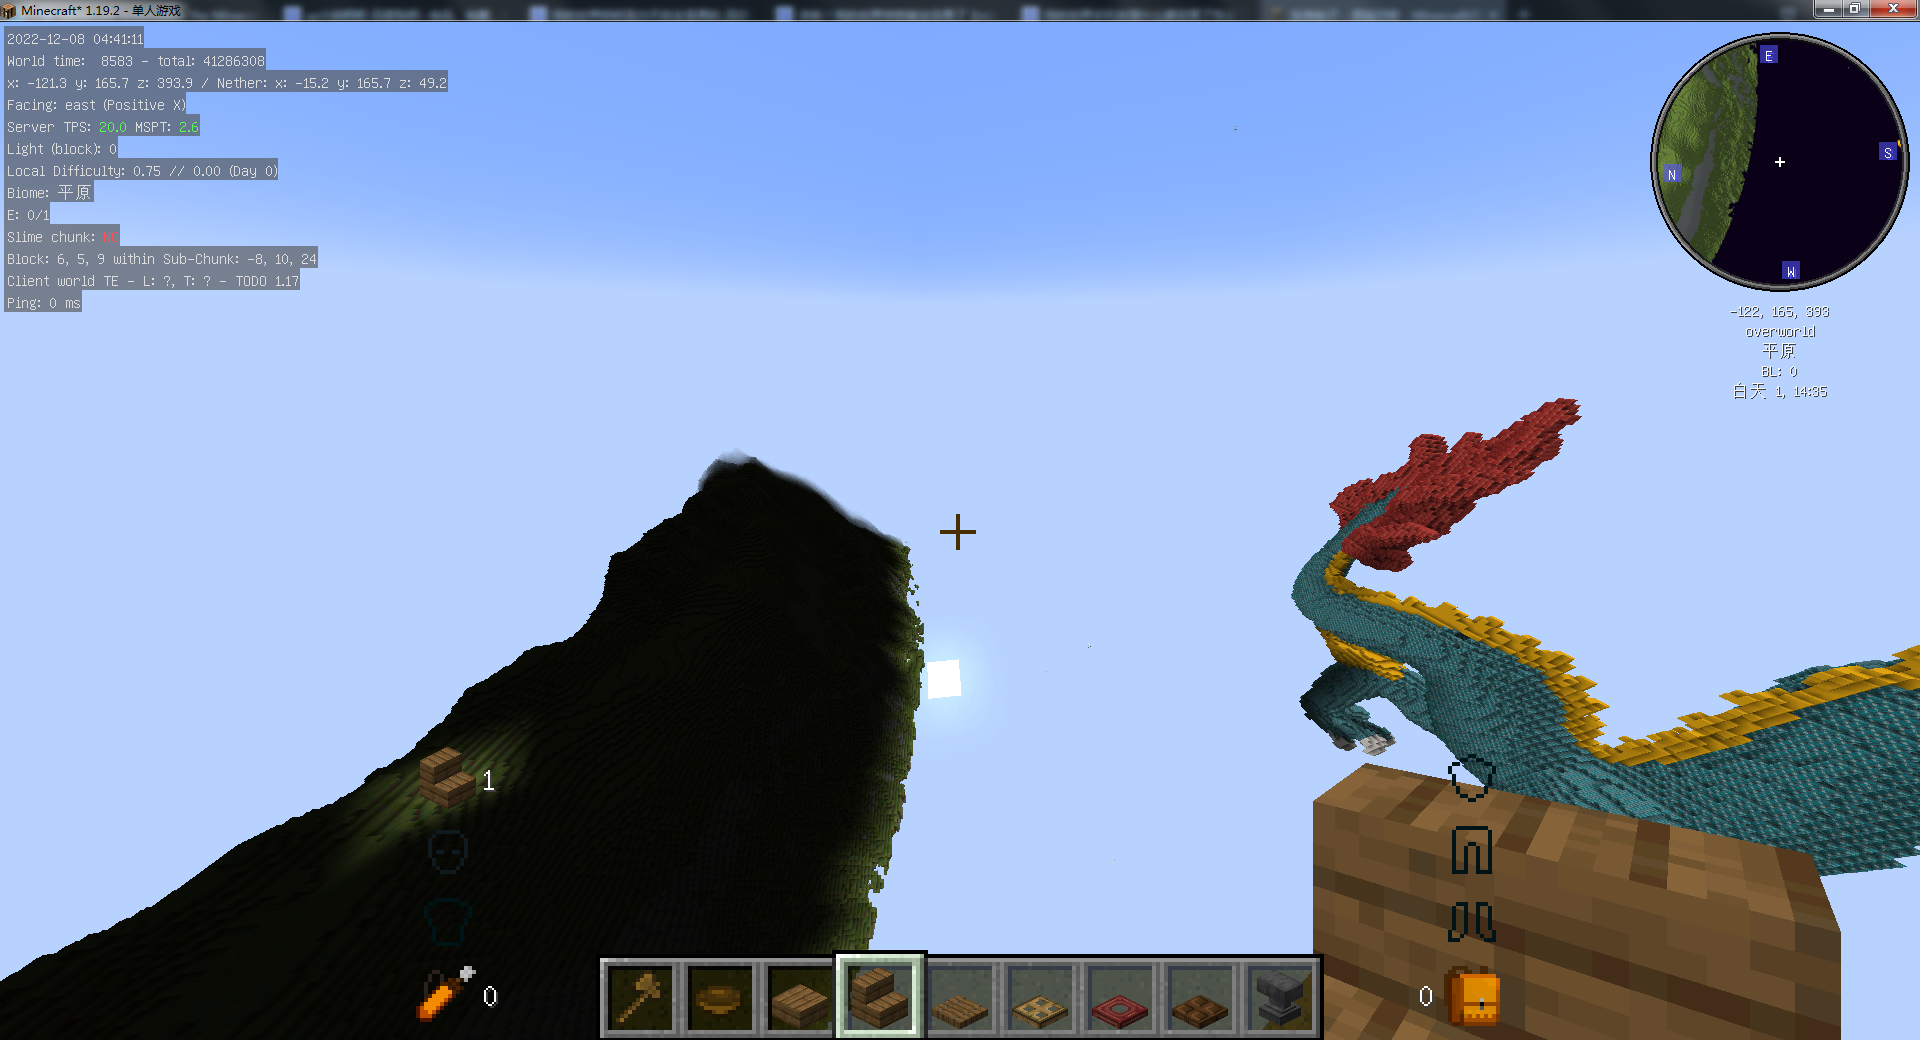 Minecraft* 1.19.2 - 单人游戏
2022-12-08 04:41:11
World time:  8583 - total: 41286308
x: -121.3 y: 165.7 z: 393.9 / Nether: x: -15.2 y: 165.7 z: 49.2
Facing: east (Positive X)
Server TPS: 20.0 MSPT: 2.6
Light (block): 0
Local Difficulty: 0.75 // 0.00 (Day 0)
Biome: 平原
E: 0/1
Slime chunk: NO
Block: 6, 5, 9 within Sub-Chunk: -8, 10, 24
Client world TE - L: ?, T: ? - TODO 1.17
Ping: 0 ms
E
N
S
W
-122, 165, 393
overworld
平原
BL: 0
白天 1, 14:35
1
0
0